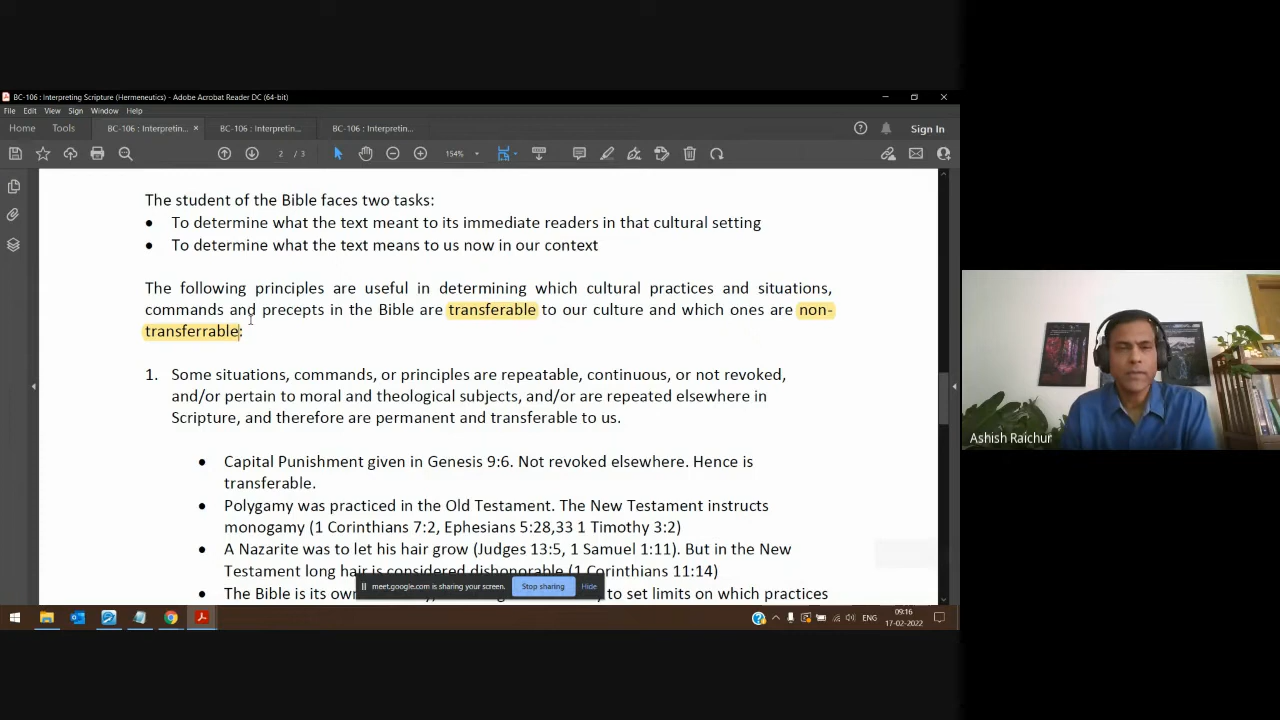 BC-106 : Interpreting Scripture (Hermeneutics) - Adobe Acrobat Reader DC (64-bit)
File Edit View Sign Window Help
Home Tools BC-106 : Interpretin... × BC-106 : Interpretin... BC-106 : Interpretin... Sign In
2 / 3 154%
The student of the Bible faces two tasks:
• To determine what the text meant to its immediate readers in that cultural setting
• To determine what the text means to us now in our context
The following principles are useful in determining which cultural practices and situations,
commands and precepts in the Bible are transferable to our culture and which ones are non-
transferrable:
1. Some situations, commands, or principles are repeatable, continuous, or not revoked,
and/or pertain to moral and theological subjects, and/or are repeated elsewhere in
Scripture, and therefore are permanent and transferable to us.
• Capital Punishment given in Genesis 9:6. Not revoked elsewhere. Hence is
transferable.
• Polygamy was practiced in the Old Testament. The New Testament instructs
monogamy (1 Corinthians 7:2, Ephesians 5:28,33 1 Timothy 3:2)
• A Nazarite was to let his hair grow (Judges 13:5, 1 Samuel 1:11). But in the New
Testament long hair is considered dishonorable (1 Corinthians 11:14)
• The Bible is its own to set limits on which practices
meet.google.com is sharing your screen. Stop sharing Hide
Ashish Raichur
ENG 09:16
17-02-2022